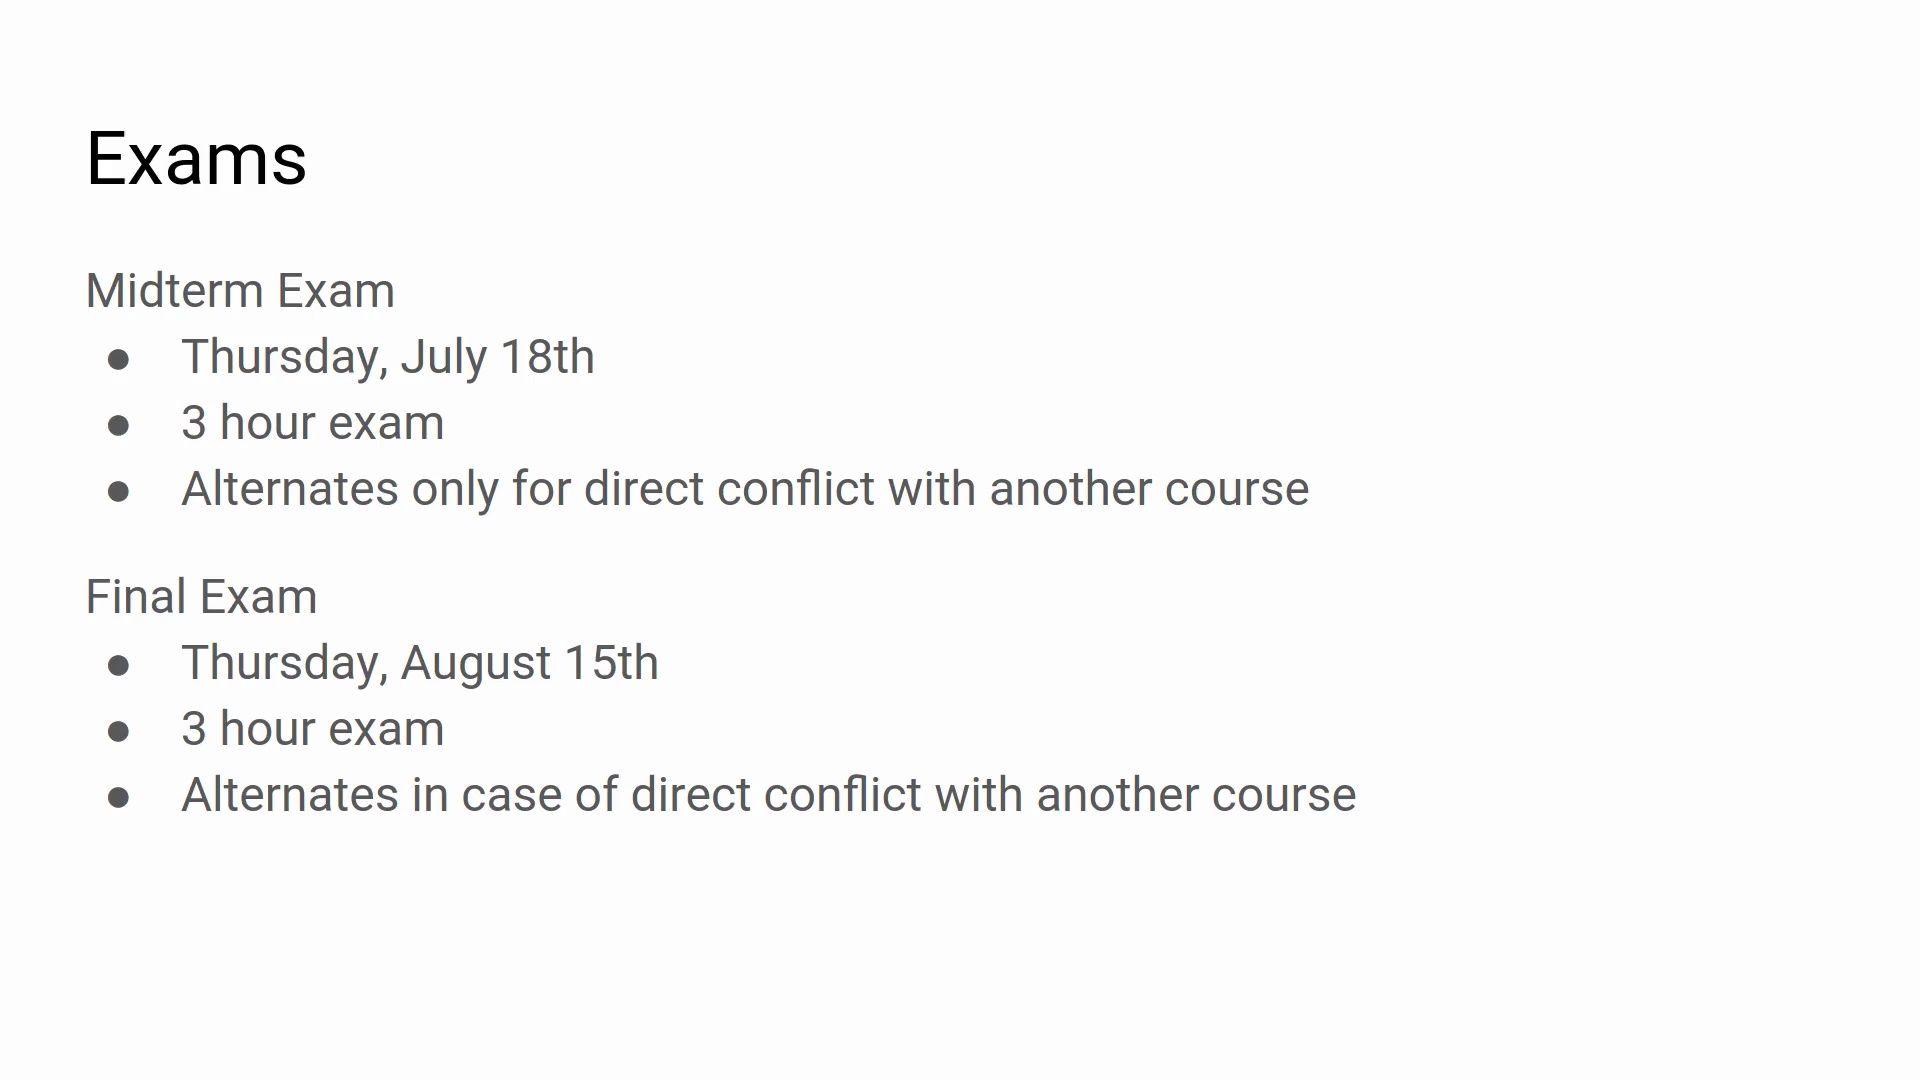 Exams
Midterm Exam
● Thursday, July 18th
● 3 hour exam
● Alternates only for direct conflict with another course
Final Exam
● Thursday, August 15th
● 3 hour exam
● Alternates in case of direct conflict with another course